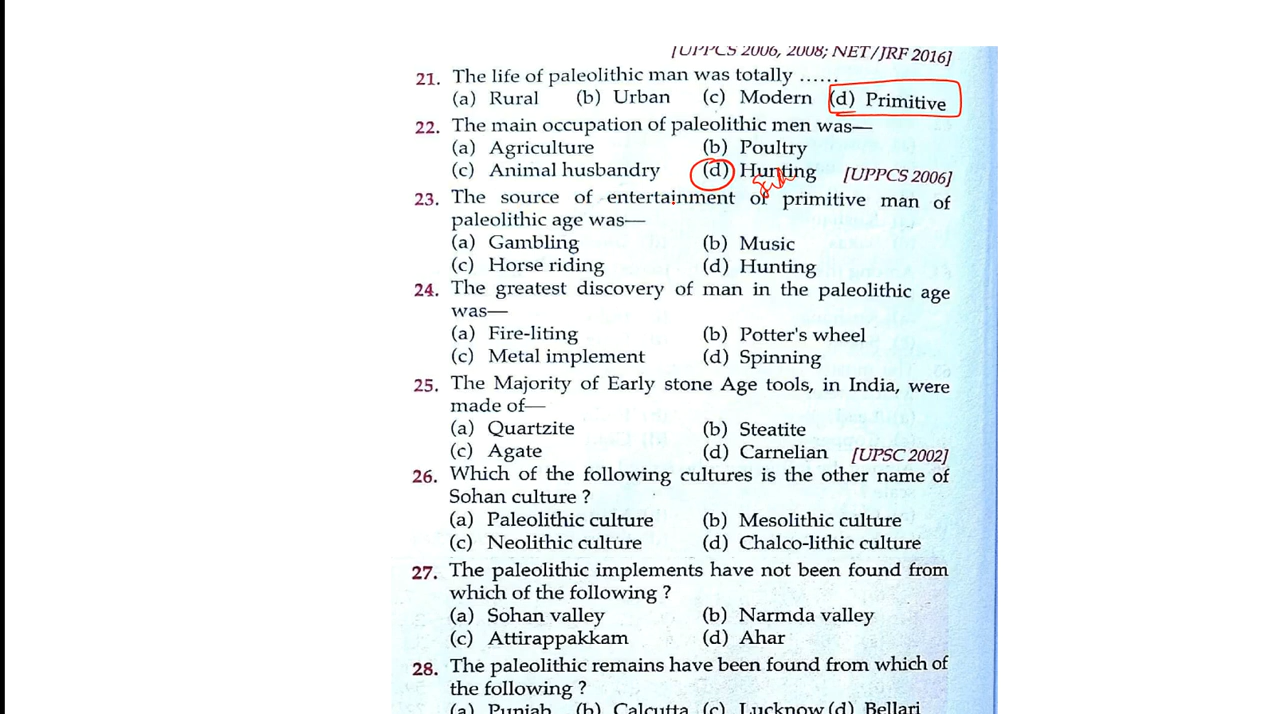 [UPPCS 2006, 2008; NET/JRF 2016]
21. The life of paleolithic man was totally ......
(a) Rural (b) Urban (c) Modern (d) Primitive
22. The main occupation of paleolithic men was—
(a) Agriculture (b) Poultry
(c) Animal husbandry (d) Hunting [UPPCS 2006]
23. The source of entertainment of primitive man of
paleolithic age was—
(a) Gambling (b) Music
(c) Horse riding (d) Hunting
24. The greatest discovery of man in the paleolithic age
was—
(a) Fire-liting (b) Potter's wheel
(c) Metal implement (d) Spinning
25. The Majority of Early stone Age tools, in India, were
made of—
(a) Quartzite (b) Steatite
(c) Agate (d) Carnelian [UPSC 2002]
26. Which of the following cultures is the other name of
Sohan culture ?
(a) Paleolithic culture (b) Mesolithic culture
(c) Neolithic culture (d) Chalco-lithic culture
27. The paleolithic implements have not been found from
which of the following ?
(a) Sohan valley (b) Narmda valley
(c) Attirappakkam (d) Ahar
28. The paleolithic remains have been found from which of
the following ?
(a) Punjab (b) Calcutta (c) Lucknow (d) Bellari